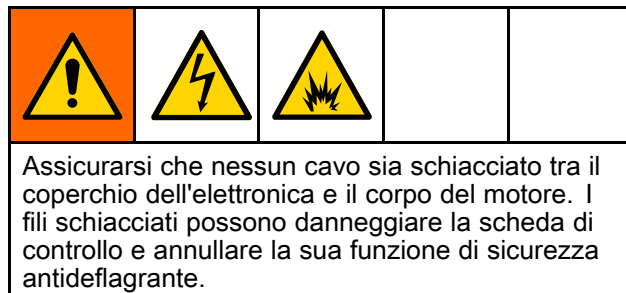 Assicurarsi che nessun cavo sia schiacciato tra il
coperchio dell'elettronica e il corpo del motore. I
fili schiacciati possono danneggiare la scheda di
controllo e annullare la sua funzione di sicurezza
antideflagrante.